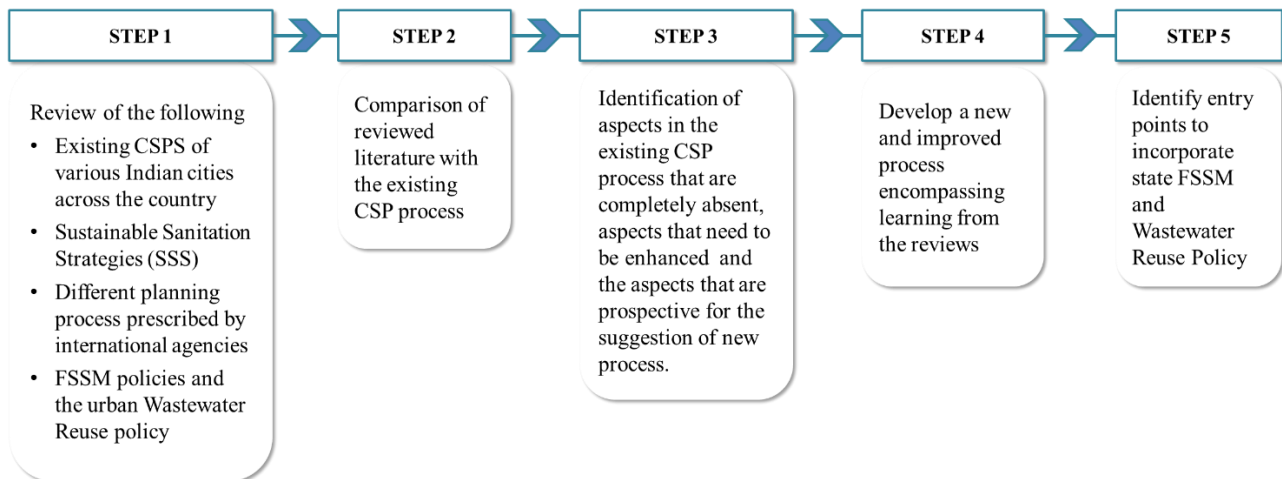 STEP 1
Review of the following
• Existing CSPS of
various Indian cities
across the country
• Sustainable Sanitation
Strategies (SSS)
• Different planning
process prescribed by
international agencies
• FSSM policies and
the urban Wastewater
Reuse policy
STEP 2
Comparison of
reviewed
literature with
the existing
CSP process
STEP 3
Identification of
aspects in the
existing CSP
process that are
completely absent,
aspects that need to
be enhanced and
the aspects that are
prospective for the
suggestion of new
process.
STEP 4
Develop a new
and improved
process
encompassing
learning from
the reviews
STEP 5
Identify entry
points to
incorporate
state FSSM
and
Wastewater
Reuse Policy